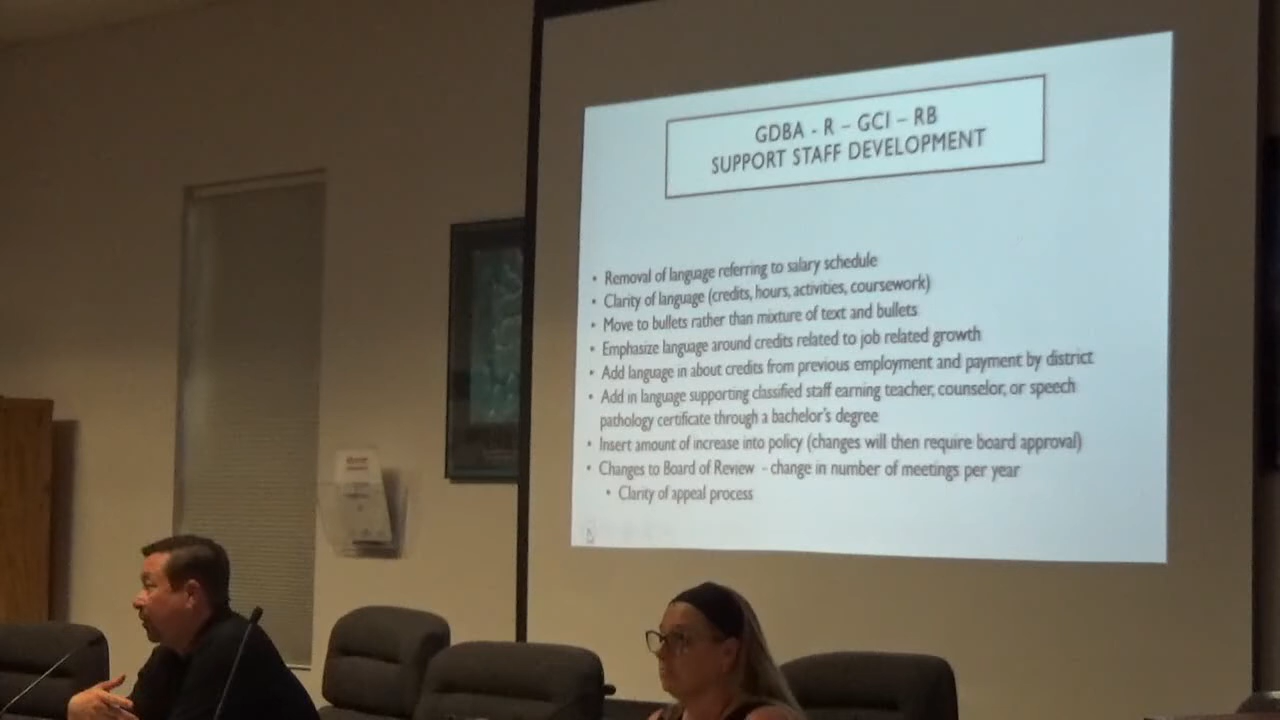 GDBA - R – GCI – RB
SUPPORT STAFF DEVELOPMENT
• Removal of language referring to salary schedule
• Clarity of language (credits, hours, activities, coursework)
• Move to bullets rather than mixture of text and bullets
• Emphasize language around credits related to job related growth
• Add language in about credits from previous employment and payment by district
• Add in language supporting classified staff earning teacher, counselor, or speech
pathology certificate through a bachelor's degree
• Insert amount of increase into policy (changes will then require board approval)
• Changes to Board of Review - change in number of meetings per year
• Clarity of appeal process